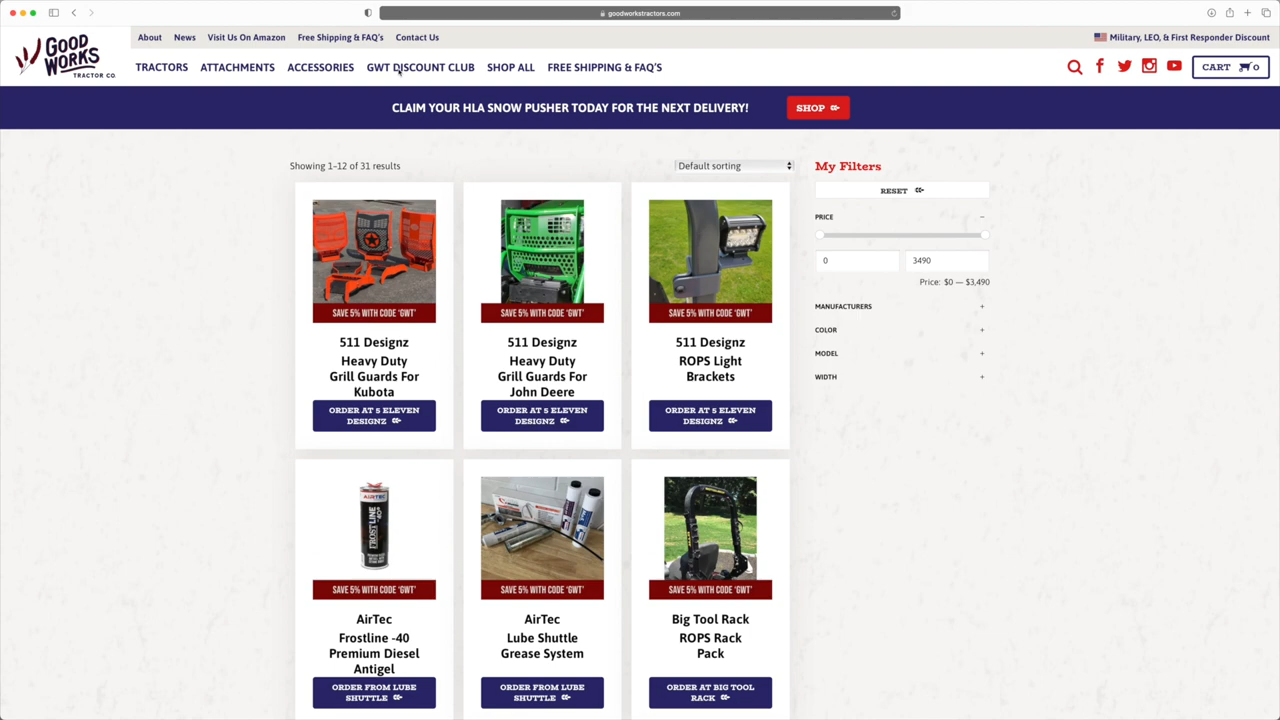 goodworkstractors.com
GOOD
WORKS
TRACTOR CO.
About News Visit Us On Amazon Free Shipping & FAQ's Contact Us
Military, LEO, & First Responder Discount
TRACTORS ATTACHMENTS ACCESSORIES GWT DISCOUNT CLUB SHOP ALL FREE SHIPPING & FAQ'S
CART 0
CLAIM YOUR HLA SNOW PUSHER TODAY FOR THE NEXT DELIVERY!
SHOP
Showing 1–12 of 31 results
Default sorting
SAVE 5% WITH CODE 'GWT'
511 Designz
Heavy Duty
Grill Guards For
Kubota
ORDER AT 5 ELEVEN
DESIGNZ
SAVE 5% WITH CODE 'GWT'
511 Designz
Heavy Duty
Grill Guards For
John Deere
ORDER AT 5 ELEVEN
DESIGNZ
SAVE 5% WITH CODE 'GWT'
511 Designz
ROPS Light
Brackets
ORDER AT 5 ELEVEN
DESIGNZ
AIRTEC
FROSTLINE
SAVE 5% WITH CODE 'GWT'
AirTec
Frostline -40
Premium Diesel
Antigel
ORDER FROM LUBE
SHUTTLE
SAVE 5% WITH CODE 'GWT'
AirTec
Lube Shuttle
Grease System
ORDER FROM LUBE
SHUTTLE
SAVE 5% WITH CODE 'GWT'
Big Tool Rack
ROPS Rack
Pack
ORDER AT BIG TOOL
RACK
My Filters
RESET
PRICE −
0
3490
Price: $0 — $3,490
MANUFACTURERS +
COLOR +
MODEL +
WIDTH +